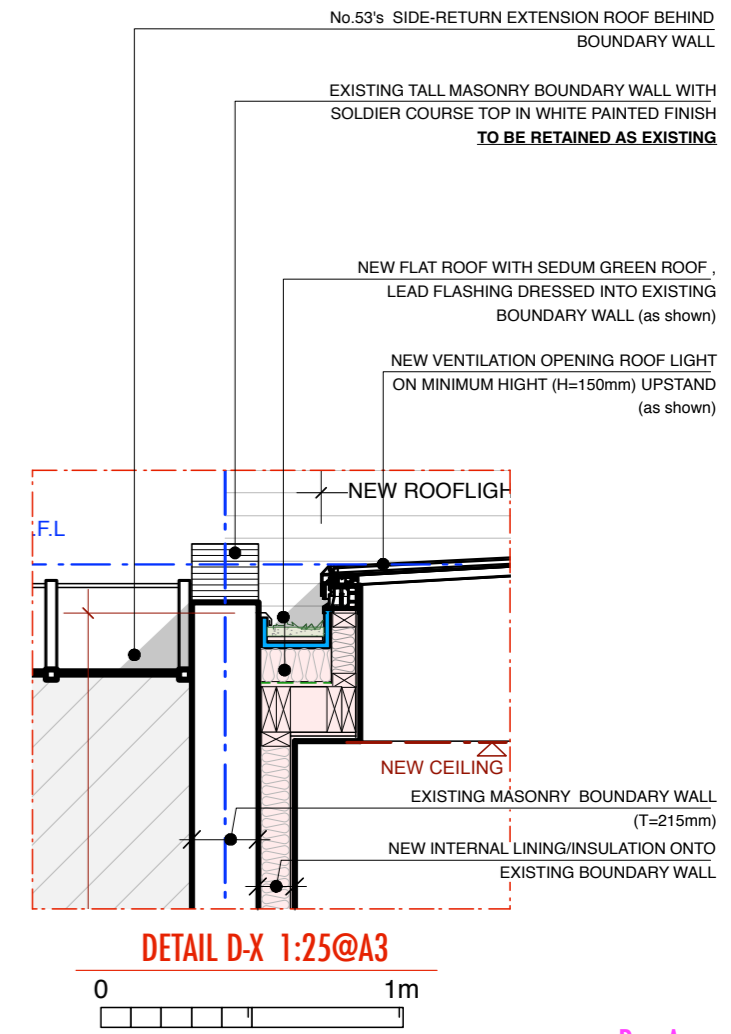 No.53's SIDE-RETURN EXTENSION ROOF BEHIND
BOUNDARY WALL
EXISTING TALL MASONRY BOUNDARY WALL WITH
SOLDIER COURSE TOP IN WHITE PAINTED FINISH
TO BE RETAINED AS EXISTING
NEW FLAT ROOF WITH SEDUM GREEN ROOF ,
LEAD FLASHING DRESSED INTO EXISTING
BOUNDARY WALL (as shown)
NEW VENTILATION OPENING ROOF LIGHT
ON MINIMUM HIGHT (H=150mm) UPSTAND
(as shown)
NEW ROOFLIGH
.F.L
NEW CEILING
EXISTING MASONRY BOUNDARY WALL
(T=215mm)
NEW INTERNAL LINING/INSULATION ONTO
EXISTING BOUNDARY WALL
DETAIL D-X 1:25@A3
0 1m